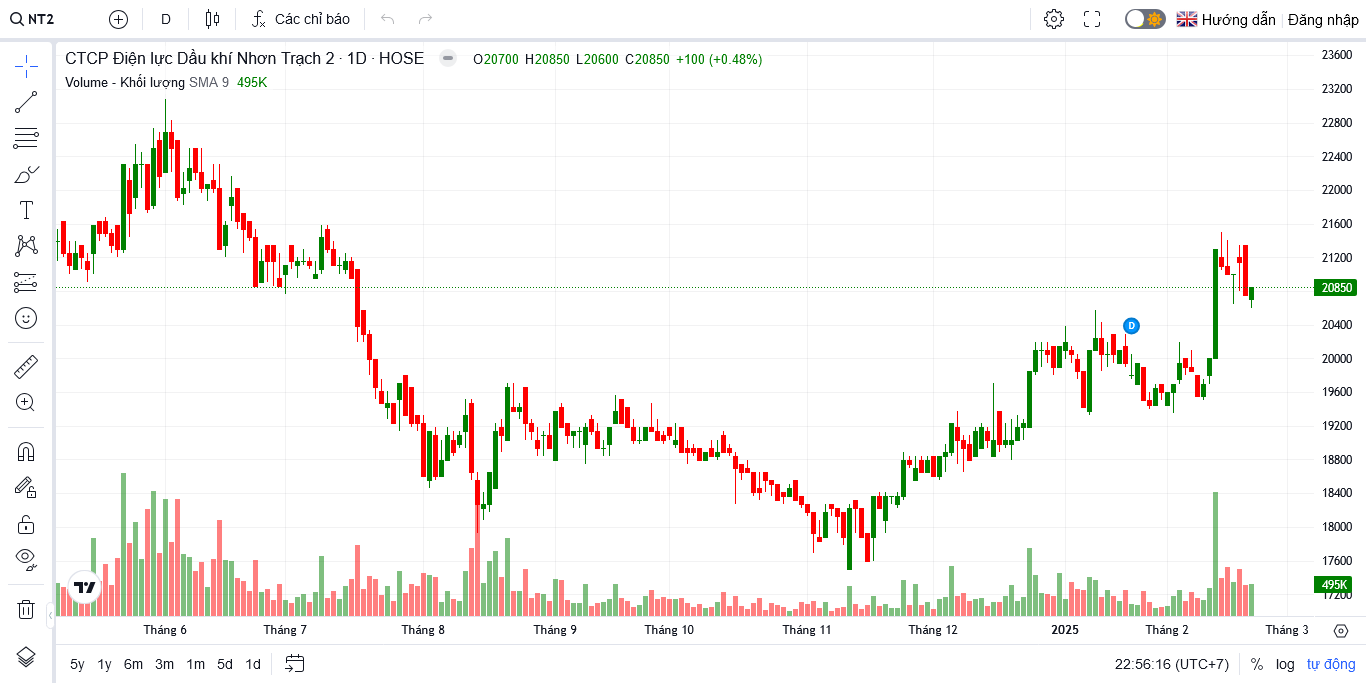 NT2 D Các chỉ báo Hướng dẫn Đăng nhập
CTCP Điện lực Dầu khí Nhơn Trạch 2 · 1D · HOSE O20700 H20850 L20600 C20850 +100 (+0.48%)
Volume - Khối lượng SMA 9 495K
23600
23200
22800
22400
22000
21600
21200
20850
20400
20000
19600
19200
18800
18400
18000
17600
495K
17200
D
Tháng 6 Tháng 7 Tháng 8 Tháng 9 Tháng 10 Tháng 11 Tháng 12 2025 Tháng 2 Tháng 3
5y 1y 6m 3m 1m 5d 1d 22:56:16 (UTC+7) % log tự động